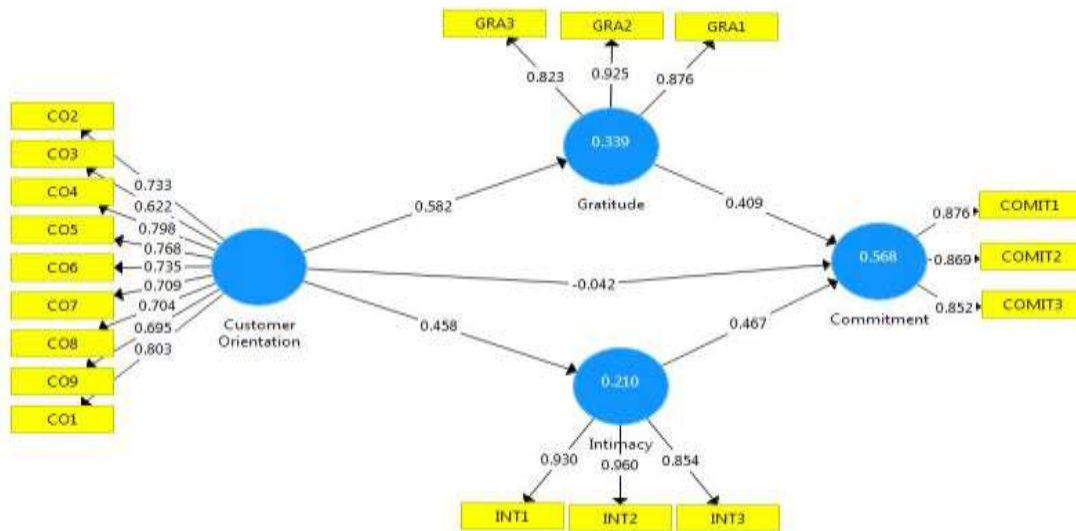 GRA3
GRA2
GRA1
0.823
0.925
0.876
CO2
CO3
CO4
CO5
CO6
CO7
CO8
CO9
CO1
0.733
0.622
0.798
0.768
0.735
0.709
0.704
0.695
0.803
Customer
Orientation
0.582
0.339
Gratitude
0.409
-0.042
0.458
0.467
0.568
Commitment
0.876
0.869
0.852
COMIT1
COMIT2
COMIT3
0.210
Intimacy
0.930
0.960
0.854
INT1
INT2
INT3